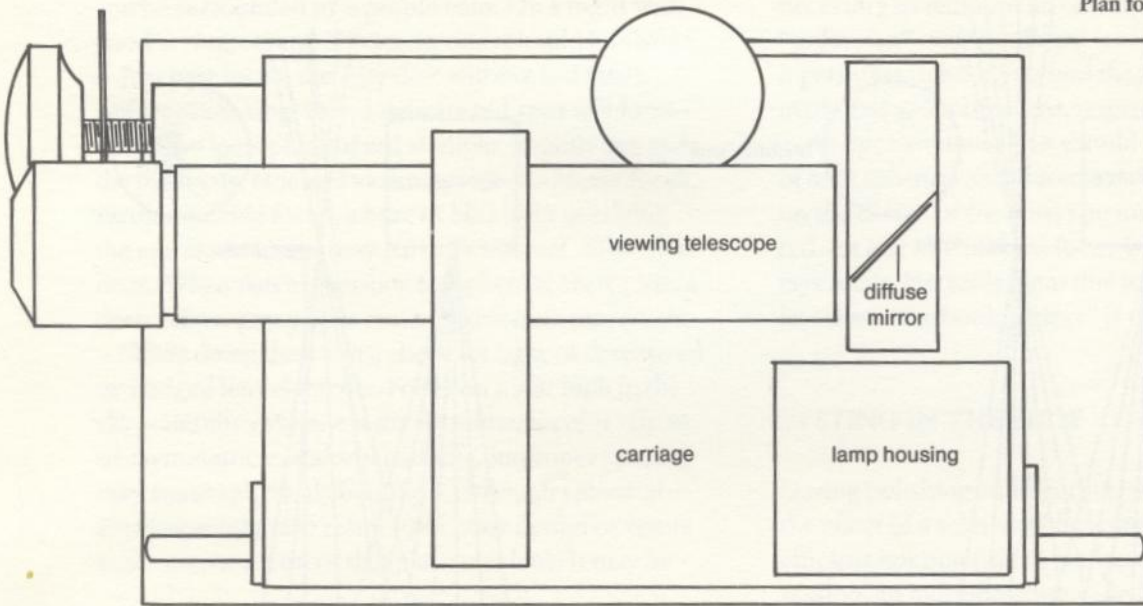 Plan fo
viewing telescope
diffuse
mirror
carriage
lamp housing